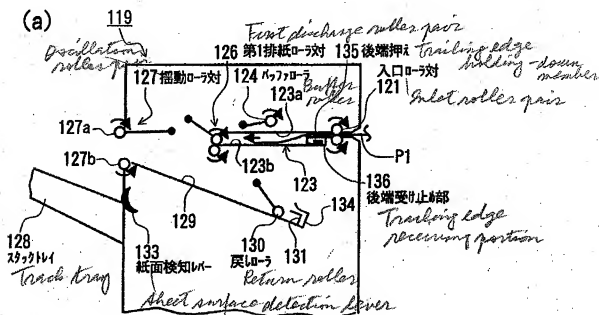 (a)
119
First discharge roller pair
Oscillation roller pair
126 第1排紙ローラ対
135 後端押え
Trailing edge holding-down member
127 揺動ローラ対
124 バッファローラ
Buffer roller
入口ローラ対
121
Inlet roller pair
123a
127a
127b
123b
123
P1
136
後端受け止め部
Trailing edge receiving portion
129
134
128
スタックトレイ
Track tray
133
紙面検知レバー
Sheet surface detection lever
130
戻しローラ
Return roller
131